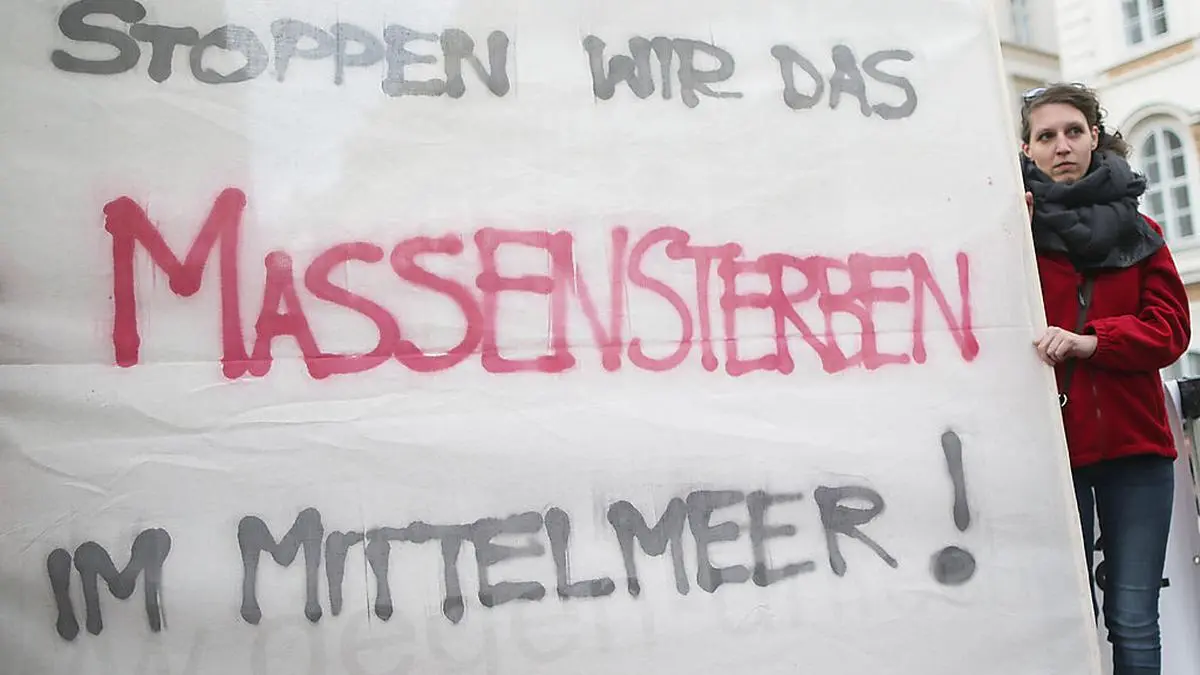 STOPPEN WIR DAS
MASSENSTERBEN
IM MITTELMEER!